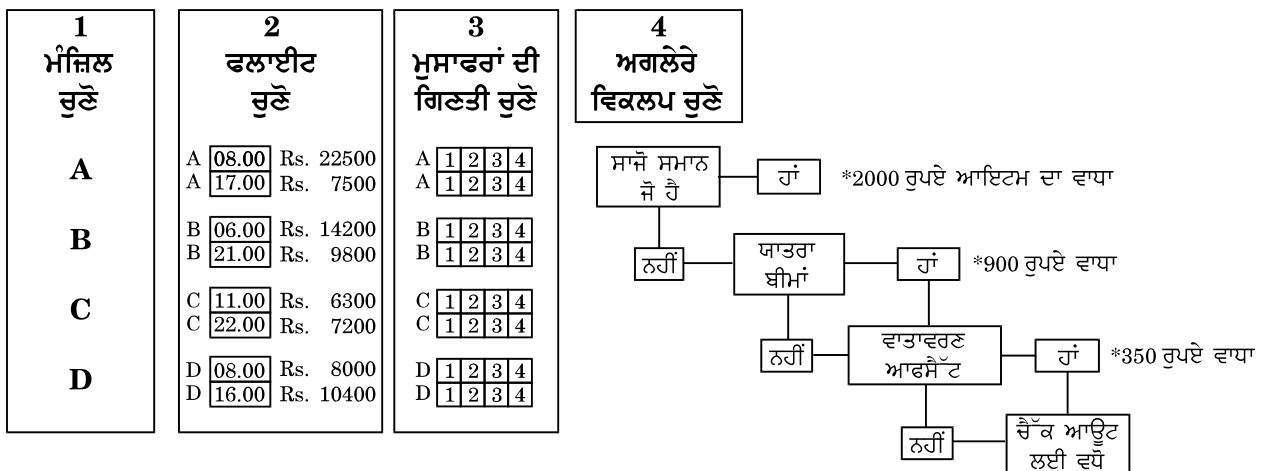 1
ਮੰਜ਼ਿਲ
ਚੁਣੋ
A
B
C
D
2
ਫਲਾਈਟ
ਚੁਣੋ
A 08.00 Rs. 22500
A 17.00 Rs. 7500
B 06.00 Rs. 14200
B 21.00 Rs. 9800
C 11.00 Rs. 6300
C 22.00 Rs. 7200
D 08.00 Rs. 8000
D 16.00 Rs. 10400
3
ਮੁਸਾਫਰਾਂ ਦੀ
ਗਿਣਤੀ ਚੁਣੋ
A 1 2 3 4
A 1 2 3 4
B 1 2 3 4
B 1 2 3 4
C 1 2 3 4
C 1 2 3 4
D 1 2 3 4
D 1 2 3 4
4
ਅਗਲੇਰੇ
ਵਿਕਲਪ ਚੁਣੋ
ਸਾਜੋ ਸਮਾਨ
ਜੋ ਹੈ
ਹਾਂ *2000 ਰੁਪਏ ਆਇਟਮ ਦਾ ਵਾਧਾ
ਨਹੀਂ
ਯਾਤਰਾ
ਬੀਮਾਂ
ਹਾਂ *900 ਰੁਪਏ ਵਾਧਾ
ਨਹੀਂ
ਵਾਤਾਵਰਣ
ਆਫਸੈੱਟ
ਹਾਂ *350 ਰੁਪਏ ਵਾਧਾ
ਨਹੀਂ
ਚੈੱਕ ਆਊਟ
ਲਈ ਵਧੋ